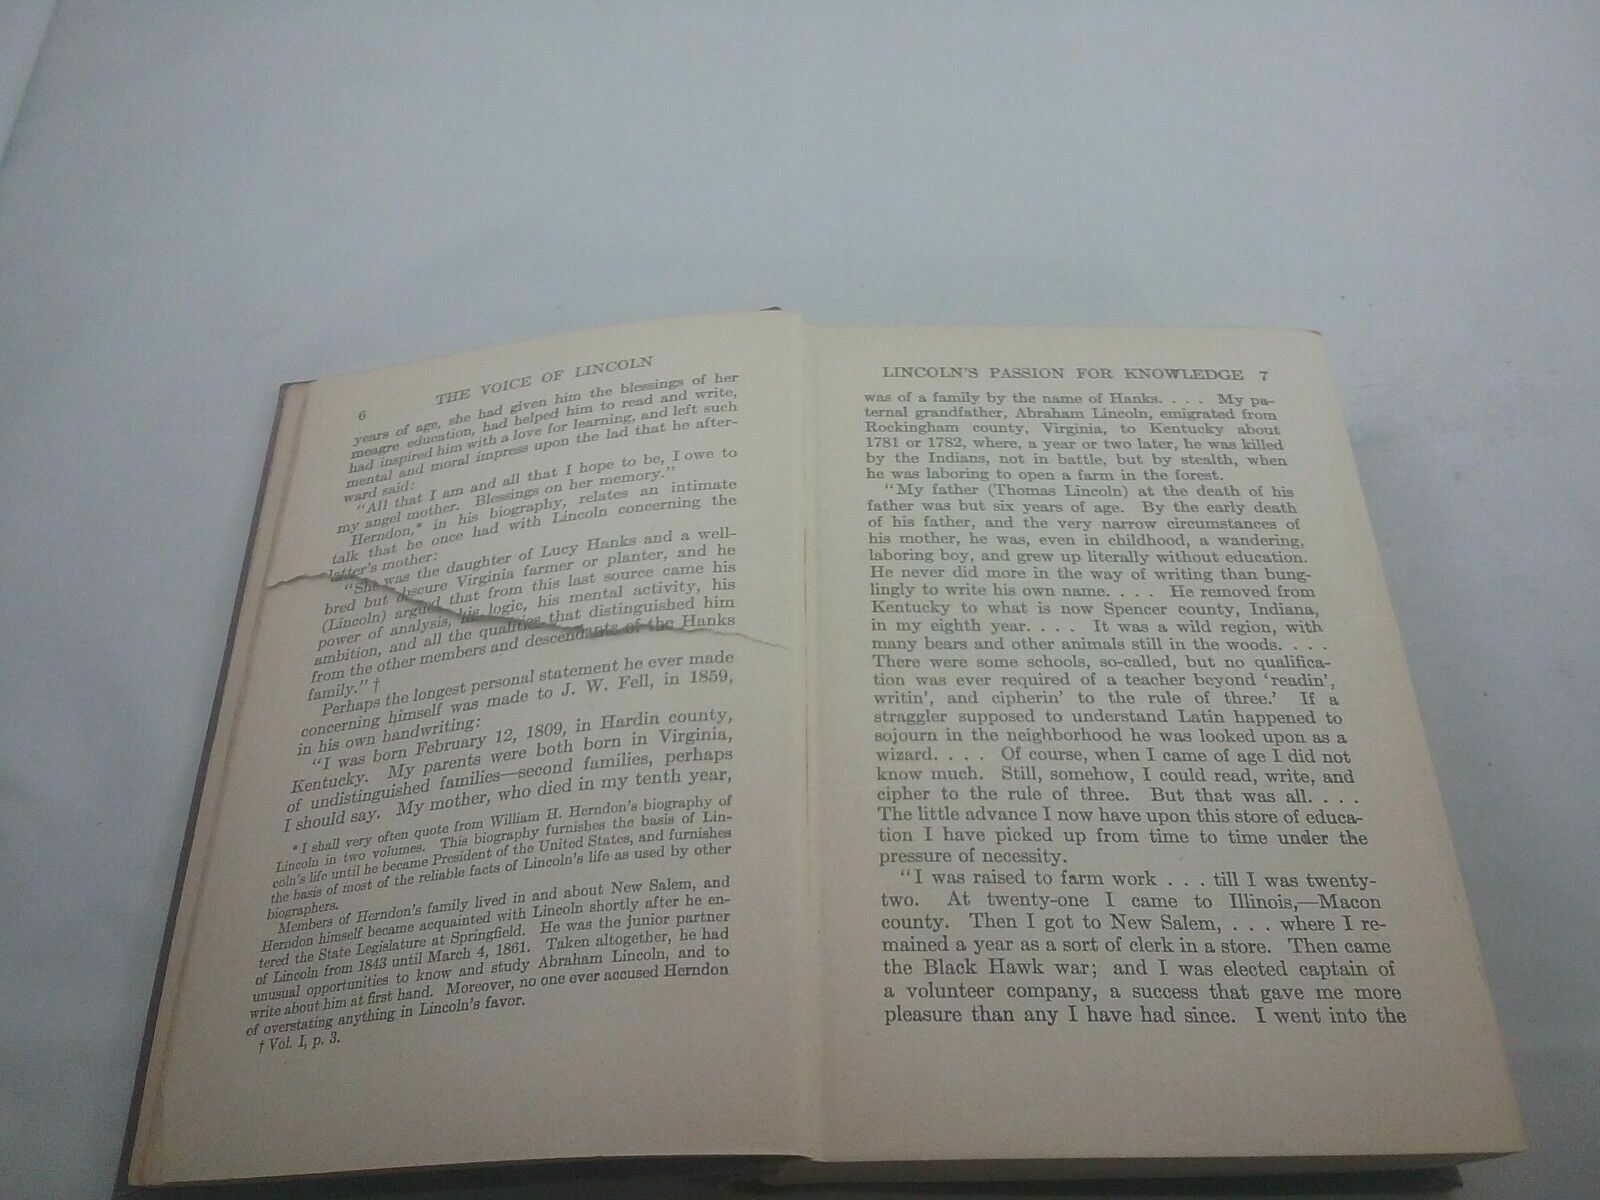 6 THE VOICE OF LINCOLN
years of age, she had given him the blessings of her
meagre education, had helped him to read and write,
had inspired him with a love for learning, and left such
mental and moral impress upon the lad that he after-
ward said:
"All that I am and all that I hope to be, I owe to
my angel mother. Blessings on her memory."
Herndon,* in his biography, relates an intimate
talk that he once had with Lincoln concerning the
latter's mother:
"She was the daughter of Lucy Hanks and a well-
bred but obscure Virginia farmer or planter, and he
(Lincoln) argued that from this last source came his
power of analysis, his logic, his mental activity, his
ambition, and all the qualities that distinguished him
from the other members and descendants of the Hanks
family." †
Perhaps the longest personal statement he ever made
concerning himself was made to J. W. Fell, in 1859,
in his own handwriting:
"I was born February 12, 1809, in Hardin county,
Kentucky. My parents were both born in Virginia,
of undistinguished families—second families, perhaps
I should say. My mother, who died in my tenth year,
* I shall very often quote from William H. Herndon's biography of
Lincoln in two volumes. This biography furnishes the basis of Lin-
coln's life until he became President of the United States, and furnishes
the basis of most of the reliable facts of Lincoln's life as used by other
biographers.
Members of Herndon's family lived in and about New Salem, and
Herndon himself became acquainted with Lincoln shortly after he en-
tered the State Legislature at Springfield. He was the junior partner
of Lincoln from 1843 until March 4, 1861. Taken altogether, he had
unusual opportunities to know and study Abraham Lincoln, and to
write about him at first hand. Moreover, no one ever accused Herndon
of overstating anything in Lincoln's favor.
† Vol. I, p. 3.
LINCOLN'S PASSION FOR KNOWLEDGE 7
was of a family by the name of Hanks. . . . My pa-
ternal grandfather, Abraham Lincoln, emigrated from
Rockingham county, Virginia, to Kentucky about
1781 or 1782, where, a year or two later, he was killed
by the Indians, not in battle, but by stealth, when
he was laboring to open a farm in the forest.
"My father (Thomas Lincoln) at the death of his
father was but six years of age. By the early death
of his father, and the very narrow circumstances of
his mother, he was, even in childhood, a wandering,
laboring boy, and grew up literally without education.
He never did more in the way of writing than bung-
lingly to write his own name. . . . He removed from
Kentucky to what is now Spencer county, Indiana,
in my eighth year. . . . It was a wild region, with
many bears and other animals still in the woods. . . .
There were some schools, so-called, but no qualifica-
tion was ever required of a teacher beyond 'readin',
writin', and cipherin' to the rule of three.' If a
straggler supposed to understand Latin happened to
sojourn in the neighborhood he was looked upon as a
wizard. . . . Of course, when I came of age I did not
know much. Still, somehow, I could read, write, and
cipher to the rule of three. But that was all. . . .
The little advance I now have upon this store of educa-
tion I have picked up from time to time under the
pressure of necessity.
"I was raised to farm work . . . till I was twenty-
two. At twenty-one I came to Illinois,—Macon
county. Then I got to New Salem, . . . where I re-
mained a year as a sort of clerk in a store. Then came
the Black Hawk war; and I was elected captain of
a volunteer company, a success that gave me more
pleasure than any I have had since. I went into the